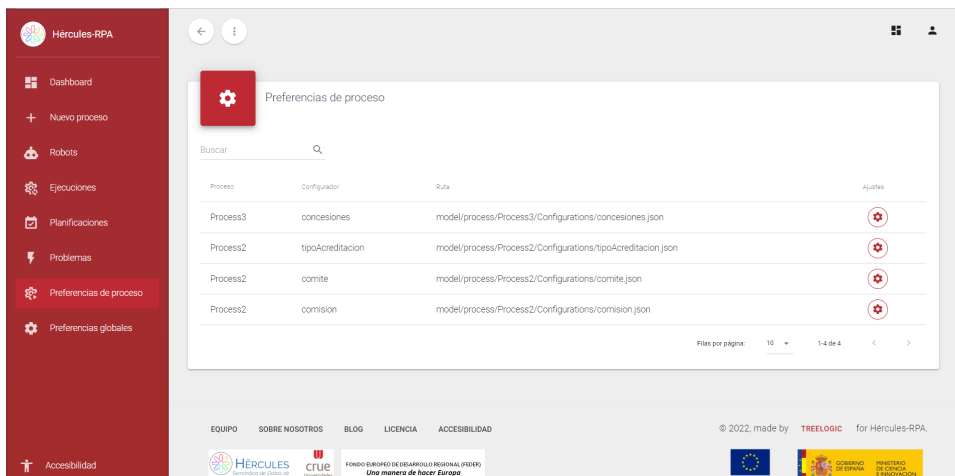 Hércules-RPA
Dashboard
Nuevo proceso
Robots
Ejecuciones
Planificaciones
Problemas
Preferencias de proceso
Preferencias globales
Accesibilidad
Preferencias de proceso
Buscar
Proceso Configurador Ruta Ajustes
Process3 concesiones model/process/Process3/Configurations/concesiones.json
Process2 tipoAcreditacion model/process/Process2/Configurations/tipoAcreditacion.json
Process2 comite model/process/Process2/Configurations/comite.json
Process2 comision model/process/Process2/Configurations/comision.json
Filas por página: 10 1-4 de 4
EQUIPO SOBRE NOSOTROS BLOG LICENCIA ACCESIBILIDAD
© 2022, made by TREELOGIC for Hércules-RPA.
HÉRCULES
Semántica de Datos de
crue
Universidades
FONDO EUROPEO DE DESARROLLO REGIONAL (FEDER)
Una manera de hacer Europa
GOBIERNO DE ESPAÑA
MINISTERIO DE CIENCIA E INNOVACIÓN